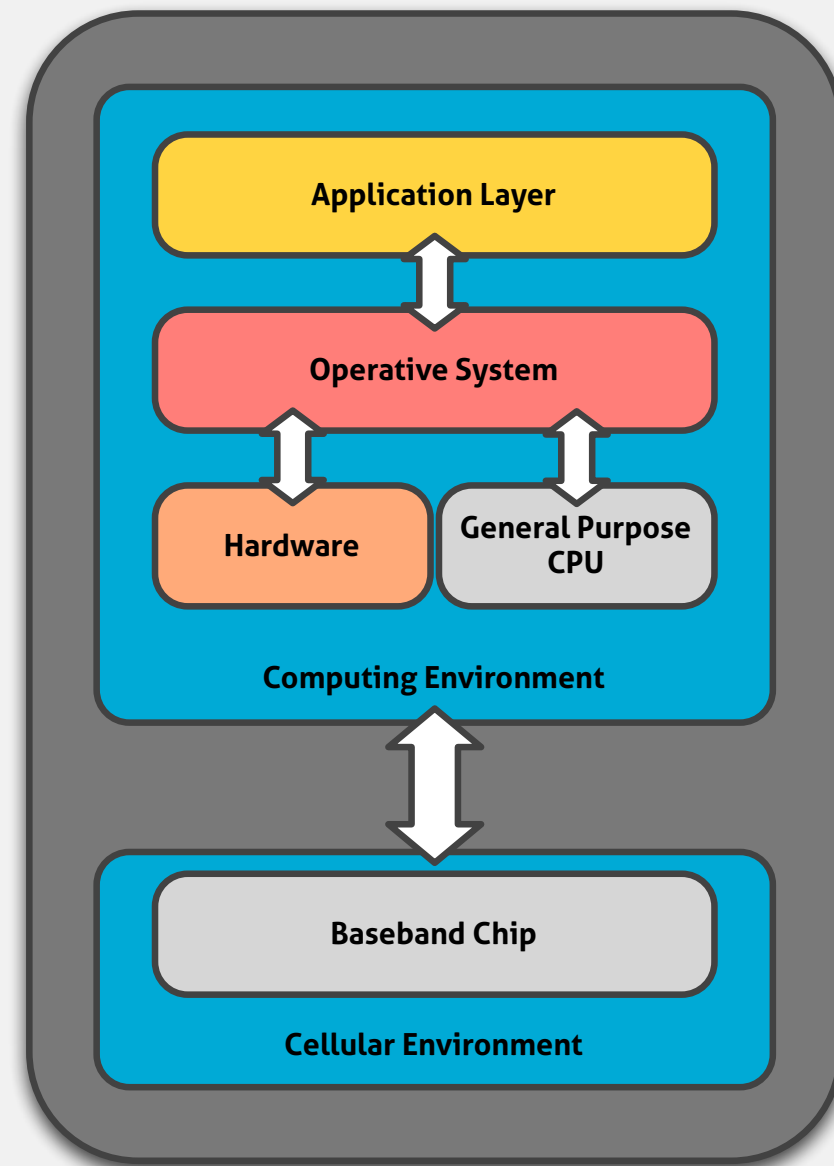 Application Layer
Operative System
Hardware
General Purpose
CPU
Computing Environment
Baseband Chip
Cellular Environment